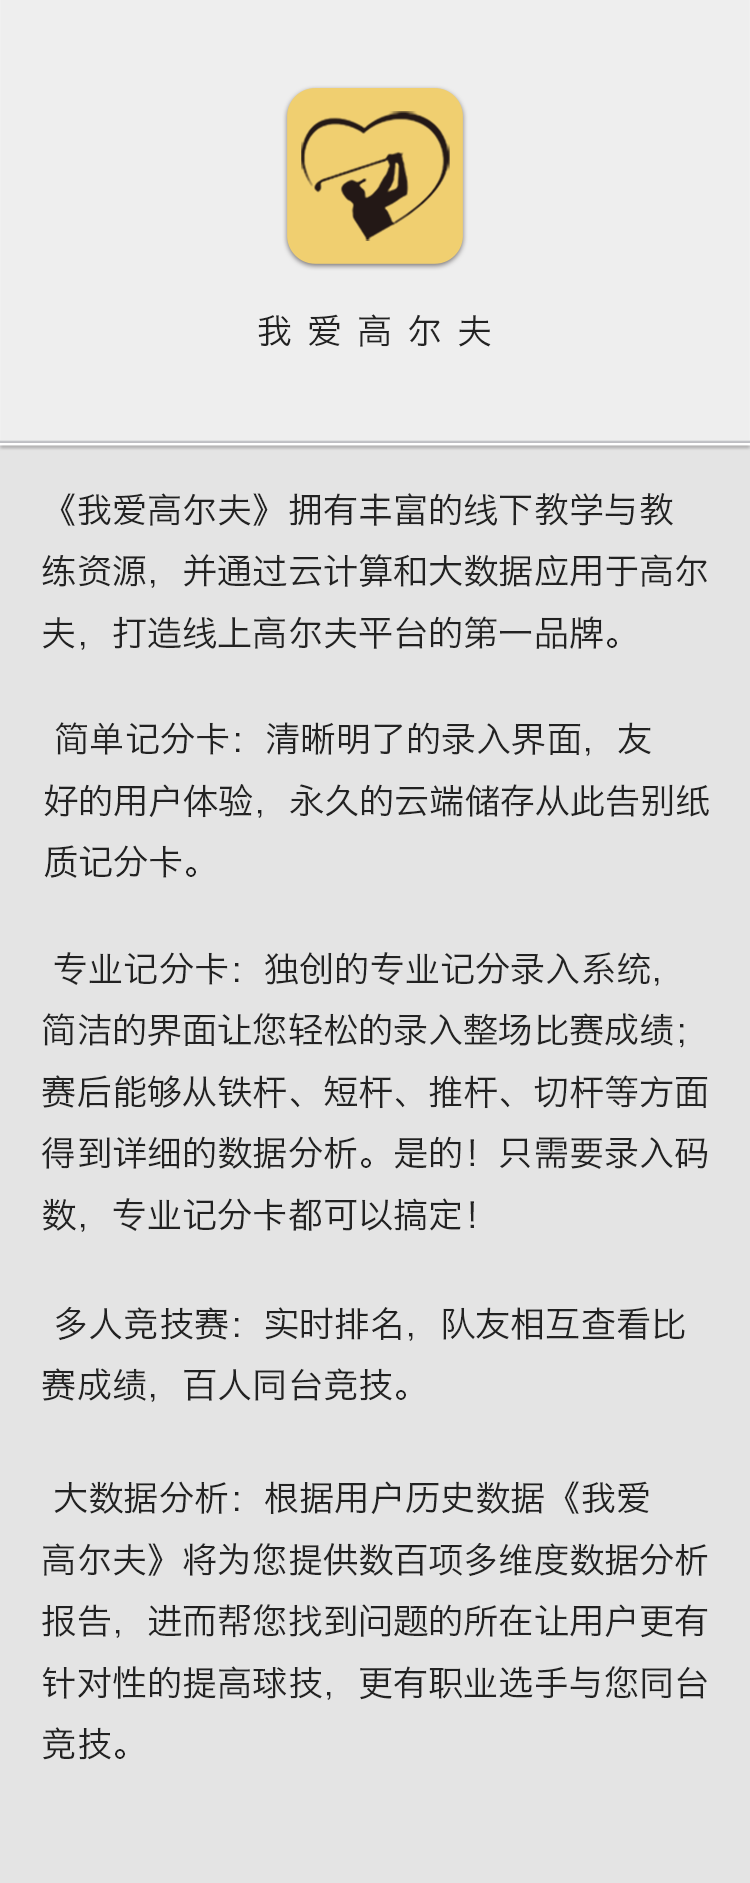 我爱高尔夫
《我爱高尔夫》拥有丰富的线下教学与教
练资源，并通过云计算和大数据应用于高尔
夫，打造线上高尔夫平台的第一品牌。
简单记分卡：清晰明了的录入界面，友
好的用户体验，永久的云端储存从此告别纸
质记分卡。
专业记分卡：独创的专业记分录入系统，
简洁的界面让您轻松的录入整场比赛成绩；
赛后能够从铁杆、短杆、推杆、切杆等方面
得到详细的数据分析。是的！只需要录入码
数，专业记分卡都可以搞定！
多人竞技赛：实时排名，队友相互查看比
赛成绩，百人同台竞技。
大数据分析：根据用户历史数据《我爱
高尔夫》将为您提供数百项多维度数据分析
报告，进而帮您找到问题的所在让用户更有
针对性的提高球技，更有职业选手与您同台
竞技。